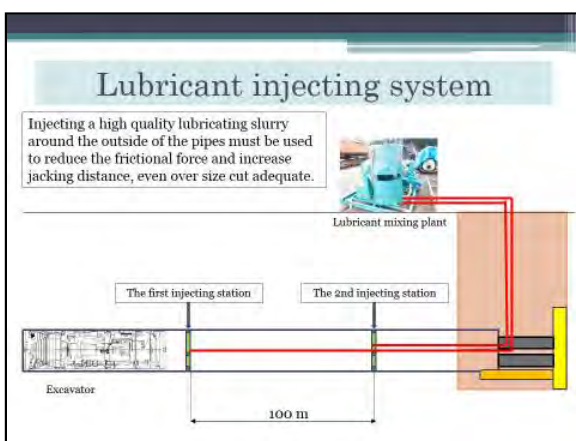 Lubricant injecting system
Injecting a high quality lubricating slurry
around the outside of the pipes must be used
to reduce the frictional force and increase
jacking distance, even over size cut adequate.
Lubricant mixing plant
The first injecting station
The 2nd injecting station
Excavator
100 m